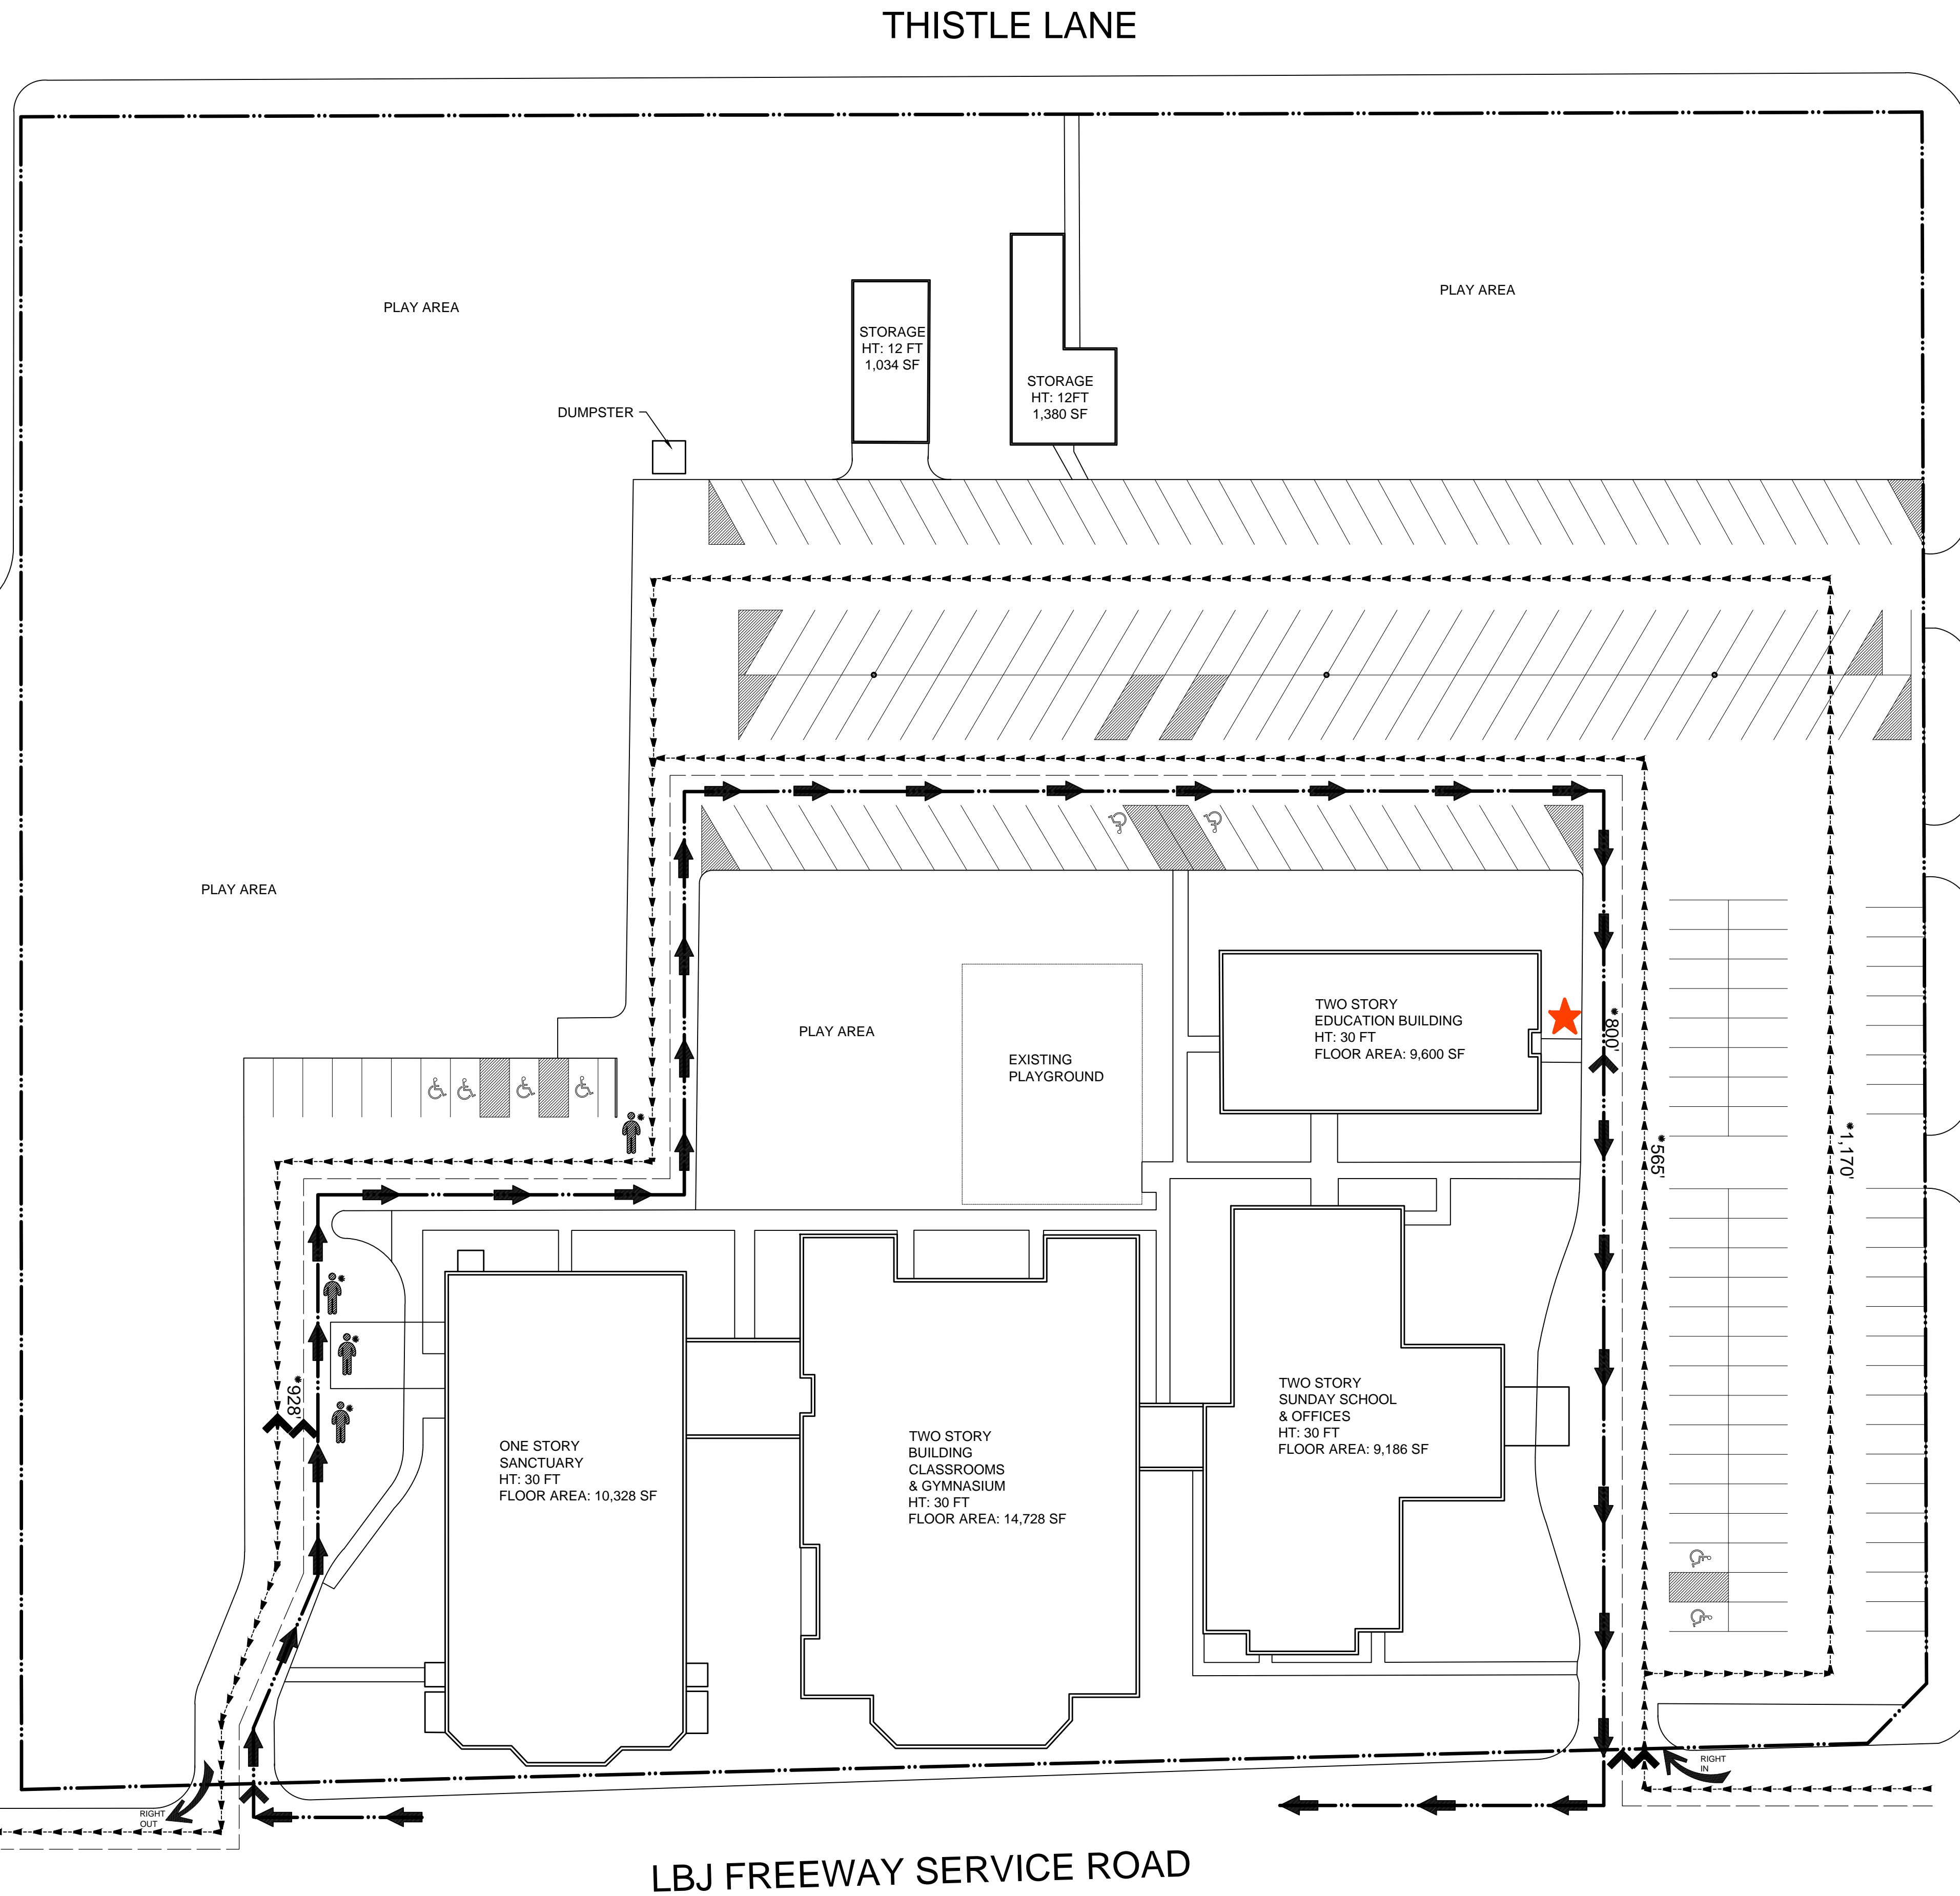 THISTLE LANE
PLAY AREA
PLAY AREA
STORAGE
HT: 12 FT
1,034 SF
STORAGE
HT: 12FT
1,380 SF
DUMPSTER
PLAY AREA
PLAY AREA
EXISTING
PLAYGROUND
TWO STORY
EDUCATION BUILDING
HT: 30 FT
FLOOR AREA: 9,600 SF
*800'
*565'
*1,170'
*928'
ONE STORY
SANCTUARY
HT: 30 FT
FLOOR AREA: 10,328 SF
TWO STORY
BUILDING
CLASSROOMS
& GYMNASIUM
HT: 30 FT
FLOOR AREA: 14,728 SF
TWO STORY
SUNDAY SCHOOL
& OFFICES
HT: 30 FT
FLOOR AREA: 9,186 SF
RIGHT
IN
RIGHT
OUT
LBJ FREEWAY SERVICE ROAD